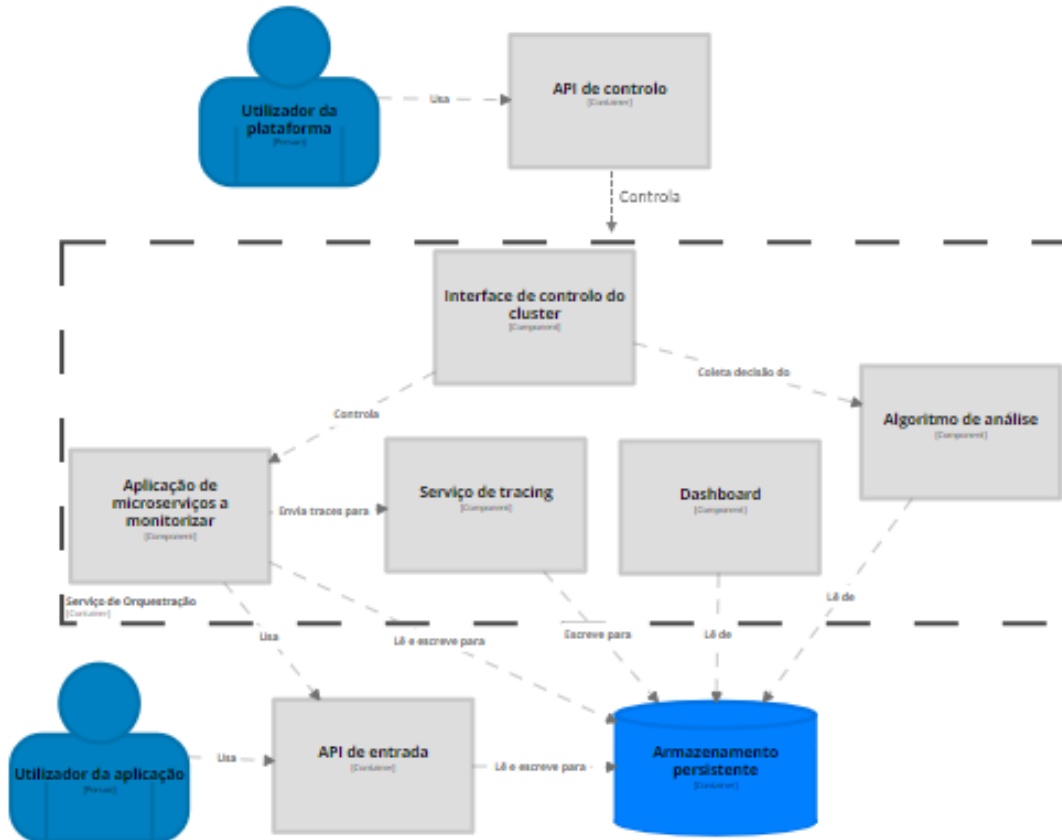 Utilizador da
plataforma
[Person]
Usa
API de controlo
[Container]
Controla
Interface de controlo do
cluster
[Component]
Coleta decisão do
Algoritmo de análise
[Component]
Controla
Aplicação de
microserviços a
monitorizar
[Component]
Envia traces para
Serviço de tracing
[Component]
Dashboard
[Component]
Serviço de Orquestração
[Container]
Usa
Lê e escreve para
Escreve para
Lê de
Lê de
Utilizador da aplicação
[Person]
Usa
API de entrada
[Container]
Lê e escreve para
Armazenamento
persistente
[Container]